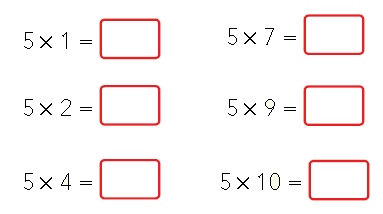 5 × 1 =
5 × 7 =
5 × 2 =
5 × 9 =
5 × 4 =
5 × 10 =